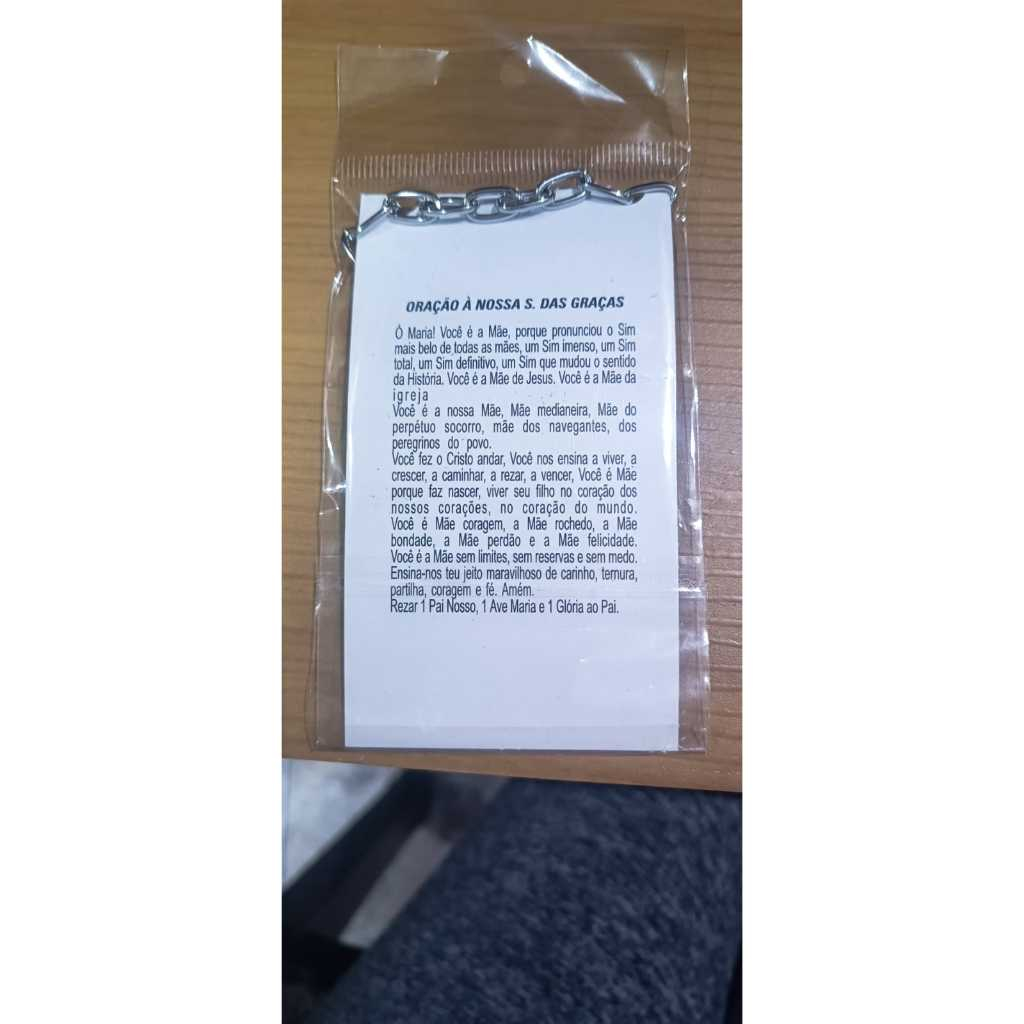 ORAÇÃO À NOSSA S. DAS GRAÇAS
Ó Maria! Você é a Mãe, porque pronunciou o Sim
mais belo de todas as mães, um Sim imenso, um Sim
total, um Sim definitivo, um Sim que mudou o sentido
da História. Você é a Mãe de Jesus. Você é a Mãe da
igreja
Você é a nossa Mãe, Mãe medianeira, Mãe do
perpétuo socorro, mãe dos navegantes, dos
peregrinos do povo.
Você fez o Cristo andar, Você nos ensina a viver, a
crescer, a caminhar, a rezar, a vencer, Você é Mãe
porque faz nascer, viver seu filho no coração dos
nossos corações, no coração do mundo.
Você é Mãe coragem, a Mãe rochedo, a Mãe
bondade, a Mãe perdão e a Mãe felicidade.
Você é a Mãe sem limites, sem reservas e sem medo.
Ensina-nos teu jeito maravilhoso de carinho, ternura,
partilha, coragem e fé. Amém.
Rezar 1 Pai Nosso, 1 Ave Maria e 1 Glória ao Pai.